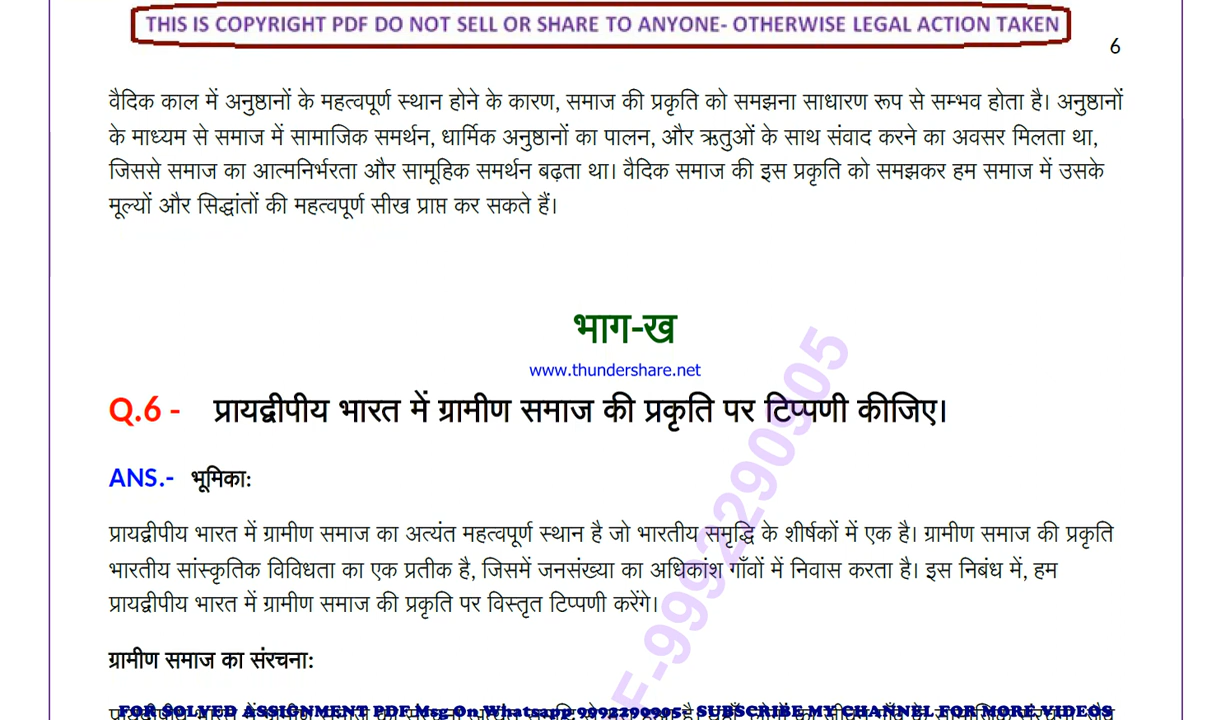 THIS IS COPYRIGHT PDF DO NOT SELL OR SHARE TO ANYONE- OTHERWISE LEGAL ACTION TAKEN
6
वैदिक काल में अनुष्ठानों के महत्वपूर्ण स्थान होने के कारण, समाज की प्रकृति को समझना साधारण रूप से सम्भव होता है। अनुष्ठानों
के माध्यम से समाज में सामाजिक समर्थन, धार्मिक अनुष्ठानों का पालन, और ऋतुओं के साथ संवाद करने का अवसर मिलता था,
जिससे समाज का आत्मनिर्भरता और सामूहिक समर्थन बढ़ता था। वैदिक समाज की इस प्रकृति को समझकर हम समाज में उसके
मूल्यों और सिद्धांतों की महत्वपूर्ण सीख प्राप्त कर सकते हैं।
भाग-ख
www.thundershare.net
Q.6 - प्रायद्वीपीय भारत में ग्रामीण समाज की प्रकृति पर टिप्पणी कीजिए।
ANS.- भूमिका:
प्रायद्वीपीय भारत में ग्रामीण समाज का अत्यंत महत्वपूर्ण स्थान है जो भारतीय समृद्धि के शीर्षकों में एक है। ग्रामीण समाज की प्रकृति
भारतीय सांस्कृतिक विविधता का एक प्रतीक है, जिसमें जनसंख्या का अधिकांश गाँवों में निवास करता है। इस निबंध में, हम
प्रायद्वीपीय भारत में ग्रामीण समाज की प्रकृति पर विस्तृत टिप्पणी करेंगे।
ग्रामीण समाज का संरचना:
FOR SOLVED ASSIGNMENT PDF Msg On Whatsapp 9992290905- SUBSCRIBE MY CHANNEL FOR MORE VIDEOS
F-9992290905